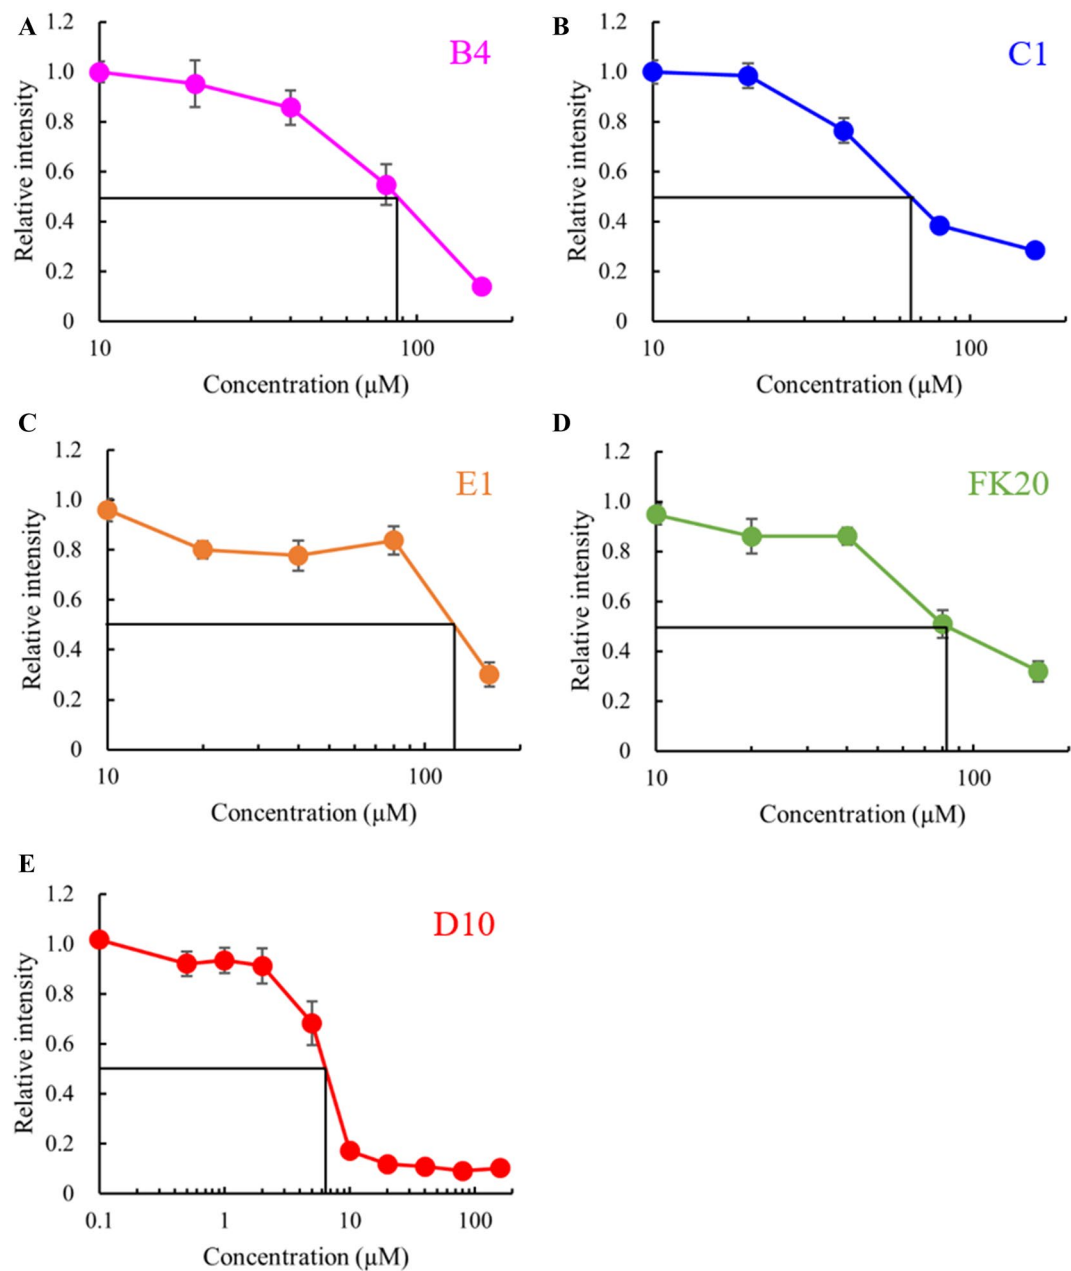 A
B4
1.2
1.0
0.8
0.6
0.4
0.2
0
Relative intensity
10 100
Concentration (μM)
B
C1
1.2
1.0
0.8
0.6
0.4
0.2
0
Relative intensity
10 100
Concentration (μM)
C
E1
1.2
1.0
0.8
0.6
0.4
0.2
0
Relative intensity
10 100
Concentration (μM)
D
FK20
1.2
1.0
0.8
0.6
0.4
0.2
0
Relative intensity
10 100
Concentration (μM)
E
D10
1.2
1.0
0.8
0.6
0.4
0.2
0
Relative intensity
0.1 1 10 100
Concentration (μM)